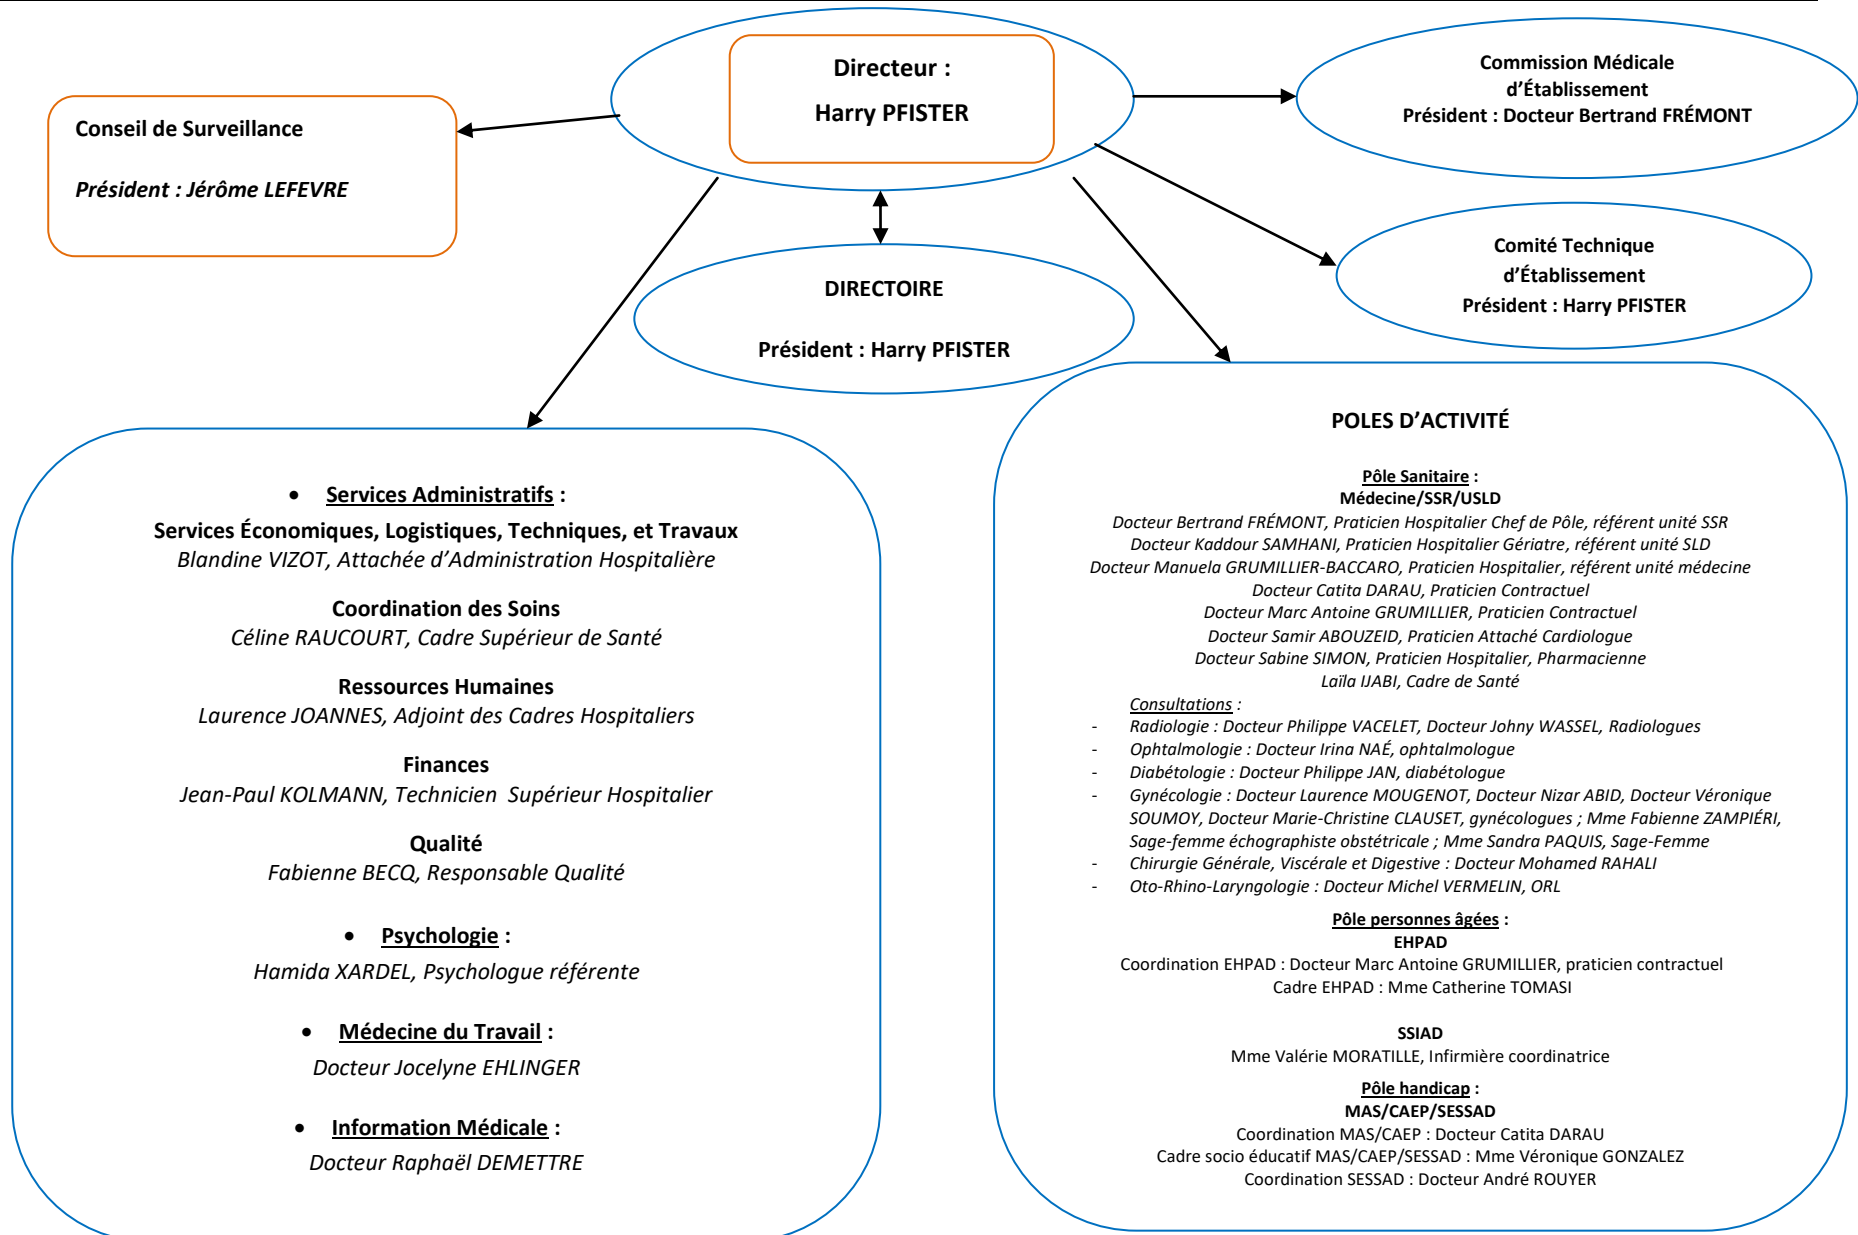 Directeur :
Harry PFISTER
Commission Médicale
d’Établissement
Président : Docteur Bertrand FRÉMONT
Conseil de Surveillance
Président : Jérôme LEFEVRE
Comité Technique
d’Établissement
Président : Harry PFISTER
DIRECTOIRE
Président : Harry PFISTER
• Services Administratifs :
Services Économiques, Logistiques, Techniques, et Travaux
Blandine VIZOT, Attachée d’Administration Hospitalière
Coordination des Soins
Céline RAUCOURT, Cadre Supérieur de Santé
Ressources Humaines
Laurence JOANNES, Adjoint des Cadres Hospitaliers
Finances
Jean-Paul KOLMANN, Technicien Supérieur Hospitalier
Qualité
Fabienne BECQ, Responsable Qualité
• Psychologie :
Hamida XARDEL, Psychologue référente
• Médecine du Travail :
Docteur Jocelyne EHLINGER
• Information Médicale :
Docteur Raphaël DEMETTRE
POLES D’ACTIVITÉ
Pôle Sanitaire :
Médecine/SSR/USLD
Docteur Bertrand FRÉMONT, Praticien Hospitalier Chef de Pôle, référent unité SSR
Docteur Kaddour SAMHANI, Praticien Hospitalier Gériatre, référent unité SLD
Docteur Manuela GRUMILLIER-BACCARO, Praticien Hospitalier, référent unité médecine
Docteur Catita DARAU, Praticien Contractuel
Docteur Marc Antoine GRUMILLIER, Praticien Contractuel
Docteur Samir ABOUZEID, Praticien Attaché Cardiologue
Docteur Sabine SIMON, Praticien Hospitalier, Pharmacienne
Laïla IJABI, Cadre de Santé
Consultations :
- Radiologie : Docteur Philippe VACELET, Docteur Johny WASSEL, Radiologues
- Ophtalmologie : Docteur Irina NAÉ, ophtalmologue
- Diabétologie : Docteur Philippe JAN, diabétologue
- Gynécologie : Docteur Laurence MOUGENOT, Docteur Nizar ABID, Docteur Véronique
SOUMOY, Docteur Marie-Christine CLAUSET, gynécologues ; Mme Fabienne ZAMPIÉRI,
Sage-femme échographiste obstétricale ; Mme Sandra PAQUIS, Sage-Femme
- Chirurgie Générale, Viscérale et Digestive : Docteur Mohamed RAHALI
- Oto-Rhino-Laryngologie : Docteur Michel VERMELIN, ORL
Pôle personnes âgées :
EHPAD
Coordination EHPAD : Docteur Marc Antoine GRUMILLIER, praticien contractuel
Cadre EHPAD : Mme Catherine TOMASI
SSIAD
Mme Valérie MORATILLE, Infirmière coordinatrice
Pôle handicap :
MAS/CAEP/SESSAD
Coordination MAS/CAEP : Docteur Catita DARAU
Cadre socio éducatif MAS/CAEP/SESSAD : Mme Véronique GONZALEZ
Coordination SESSAD : Docteur André ROUYER